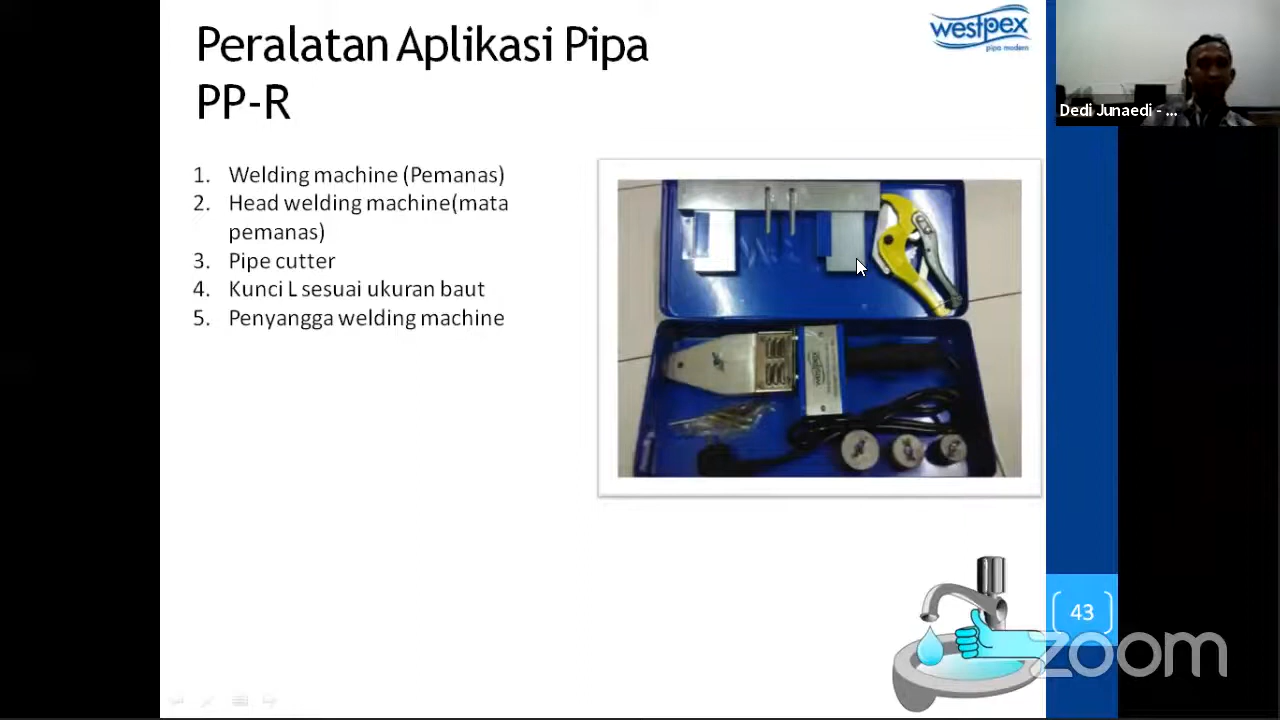 Peralatan Aplikasi Pipa
PP-R
westpex
pipa modern
Dedi Junaedi - ...
1. Welding machine (Pemanas)
2. Head welding machine(mata
pemanas)
3. Pipe cutter
4. Kunci L sesuai ukuran baut
5. Penyangga welding machine
43
zoom